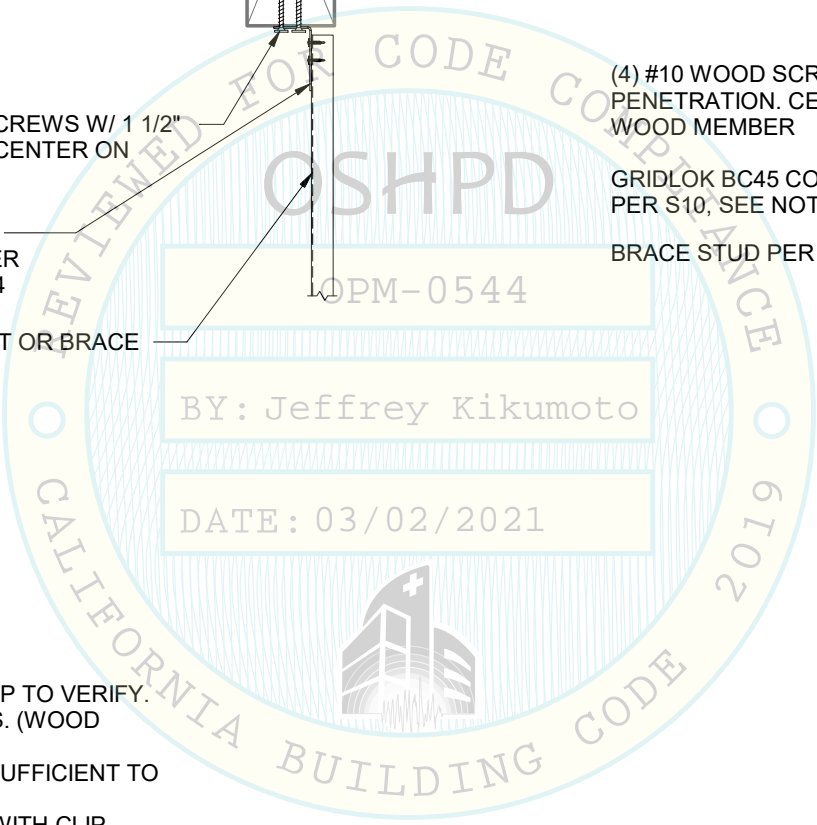 CREWS W/ 1 1/2"
CENTER ON
ER
4
T OR BRACE
(4) #10 WOOD SCR
PENETRATION. CE
WOOD MEMBER
GRIDLOK BC45 CO
PER S10, SEE NOT
BRACE STUD PER
REVIEWED FOR CODE COMPLIANCE
OSHPD
OPM-0544
BY: Jeffrey Kikumoto
DATE: 03/02/2021
CALIFORNIA BUILDING CODE 2019
P TO VERIFY.
S. (WOOD
UFFICIENT TO
WITH CLIP